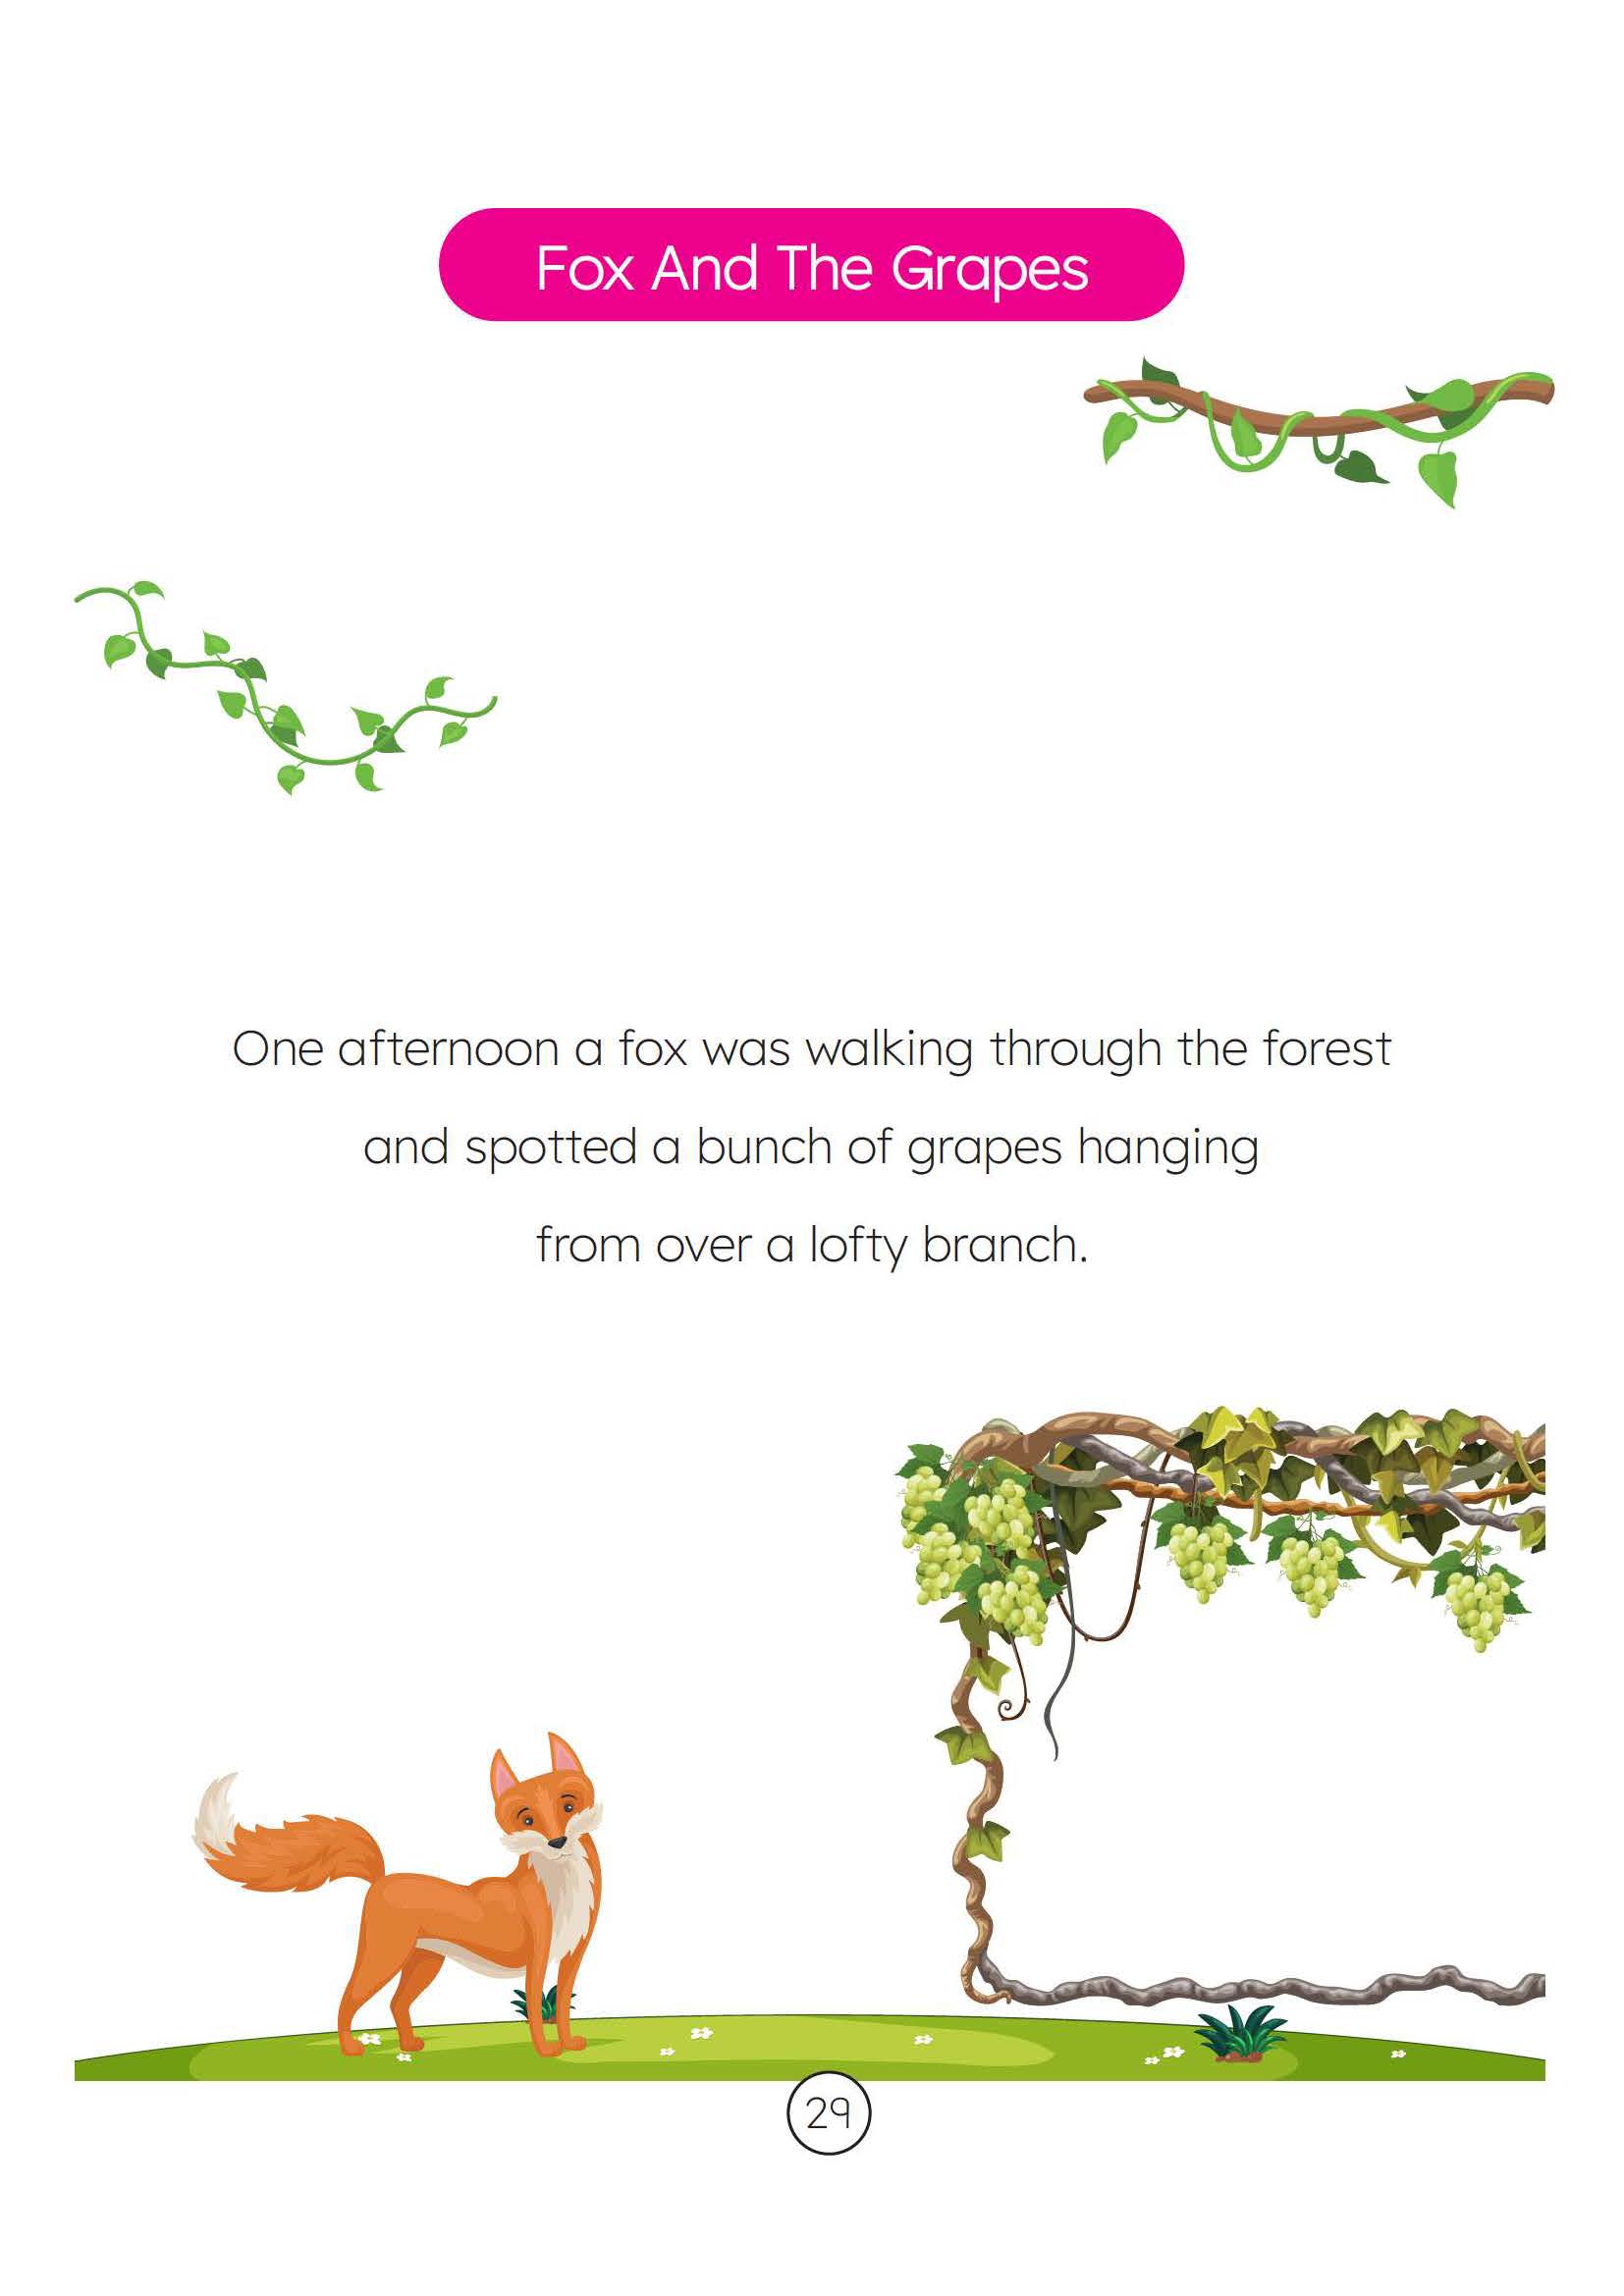 Fox And The Grapes
One afternoon a fox was walking through the forest
and spotted a bunch of grapes hanging
from over a lofty branch.
29